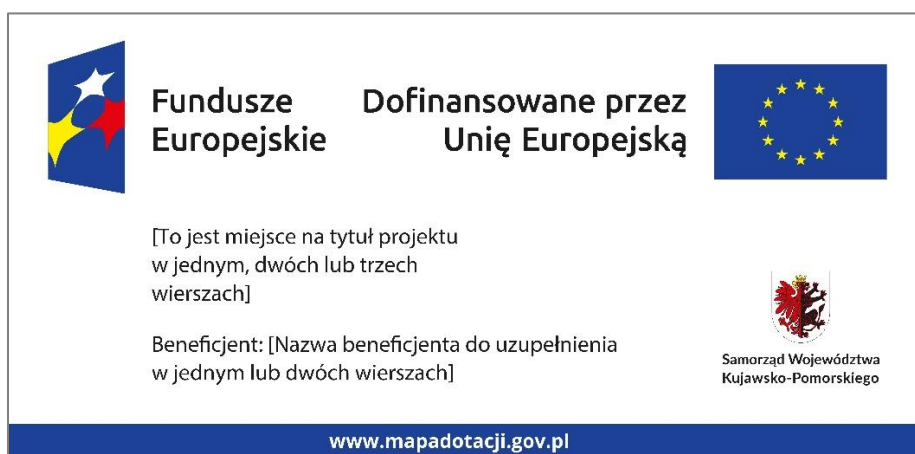 Fundusze
Europejskie
Dofinansowane przez
Unię Europejską
[To jest miejsce na tytuł projektu
w jednym, dwóch lub trzech
wierszach]
Beneficjent: [Nazwa beneficjenta do uzupełnienia
w jednym lub dwóch wierszach]
Samorząd Województwa
Kujawsko-Pomorskiego
www.mapadotacji.gov.pl